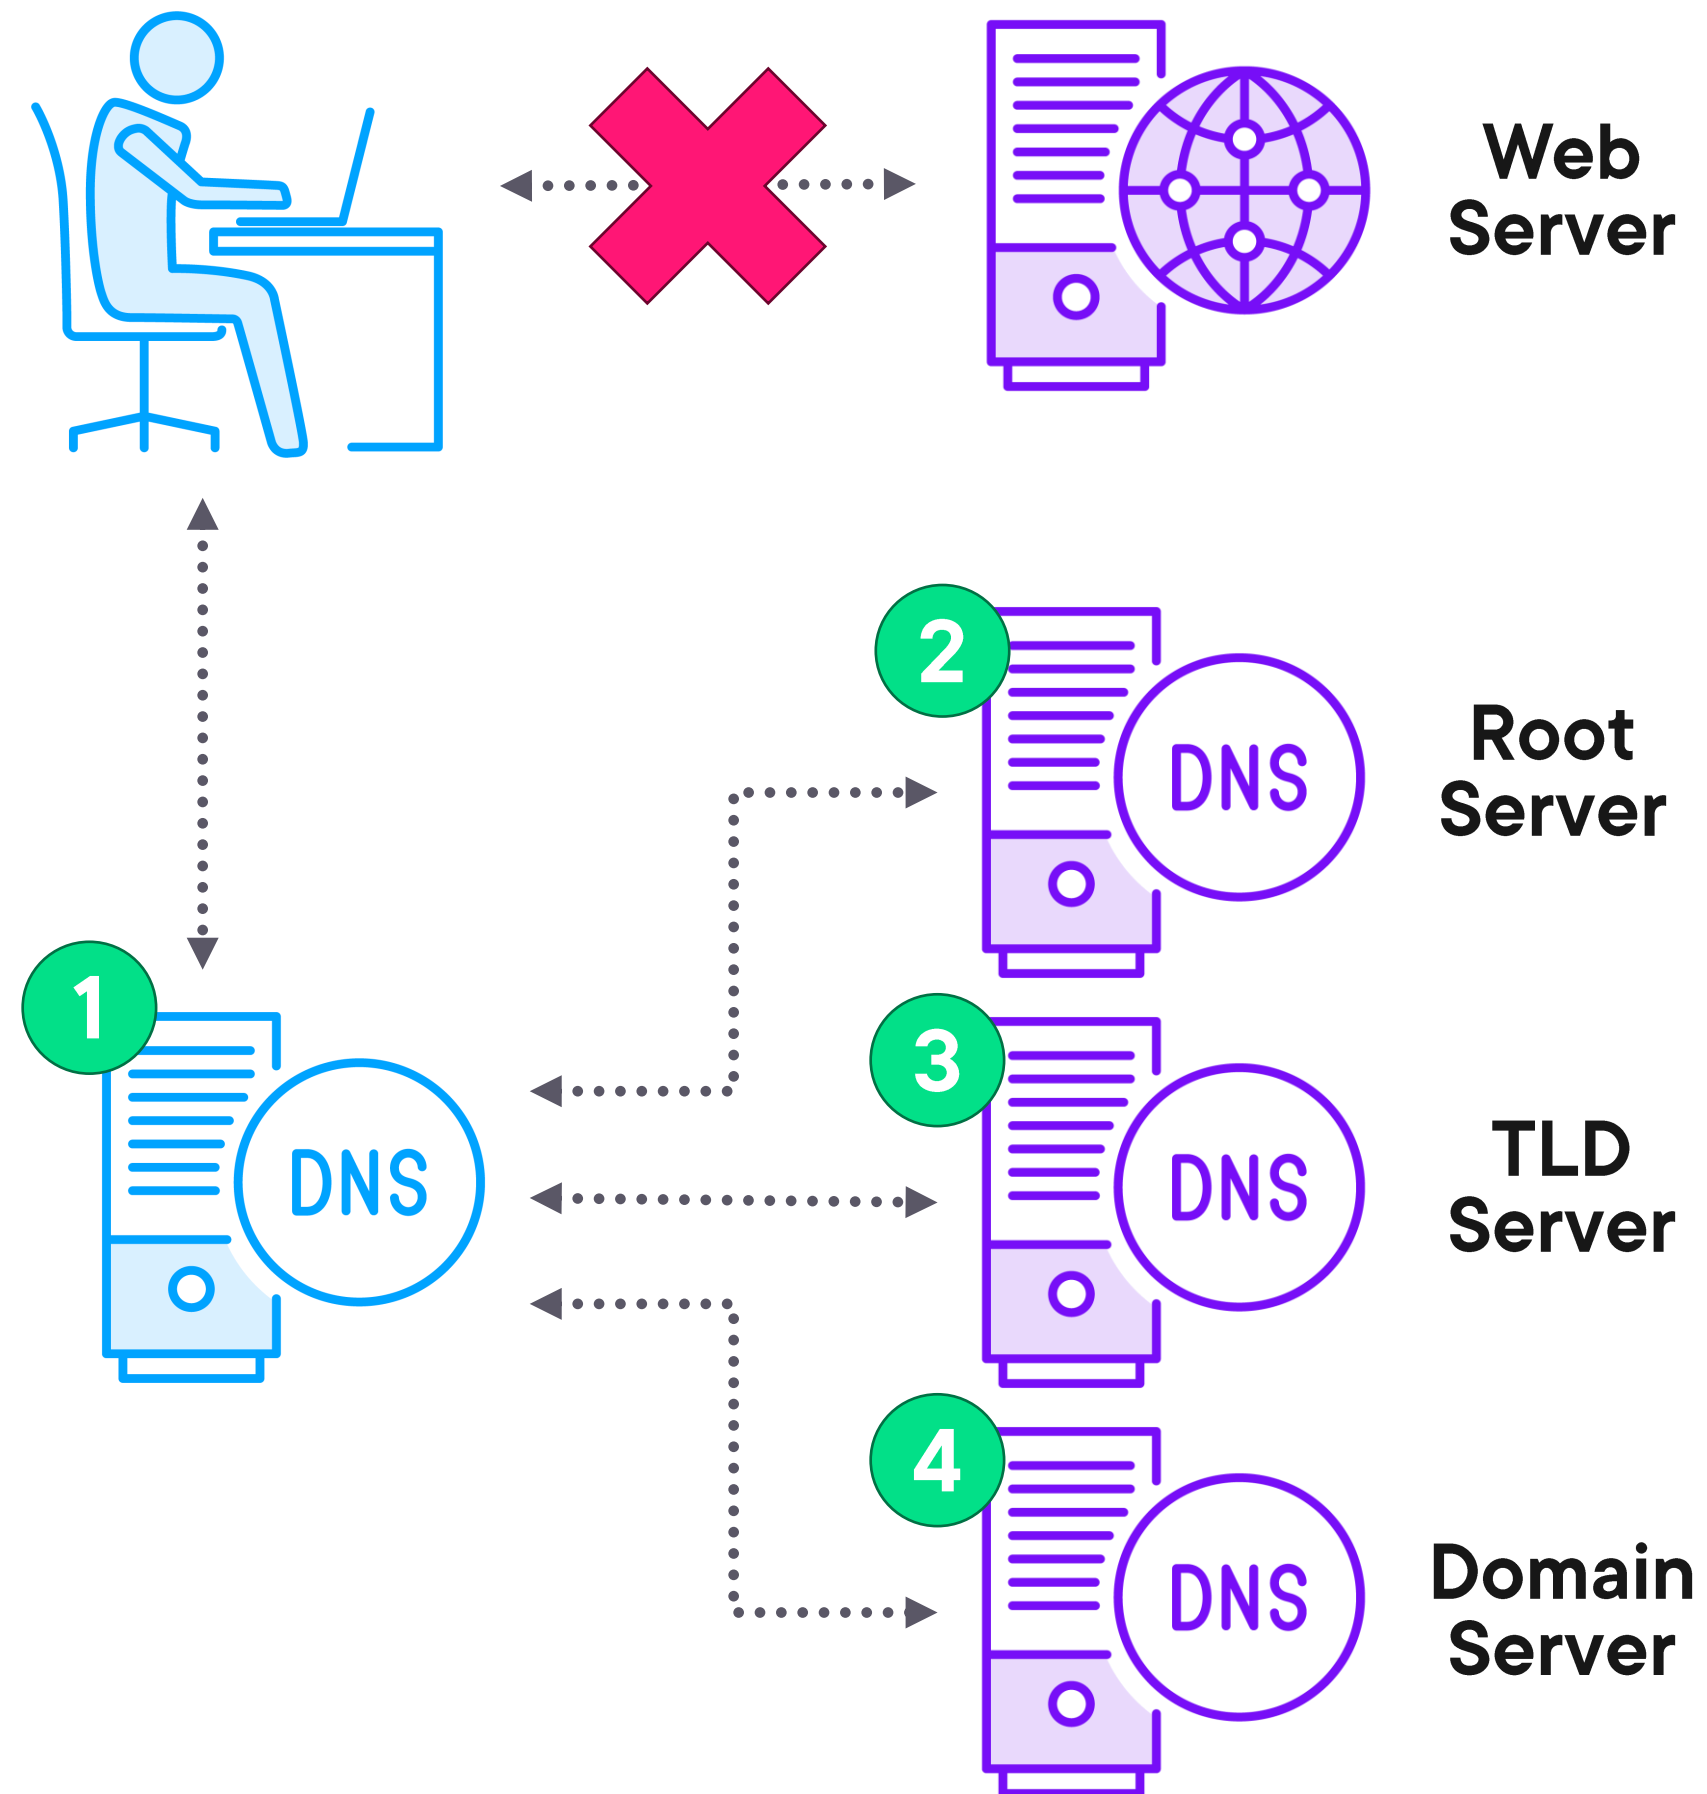 Web
Server
2
DNS
Root
Server
1
DNS
3
DNS
TLD
Server
4
DNS
Domain
Server